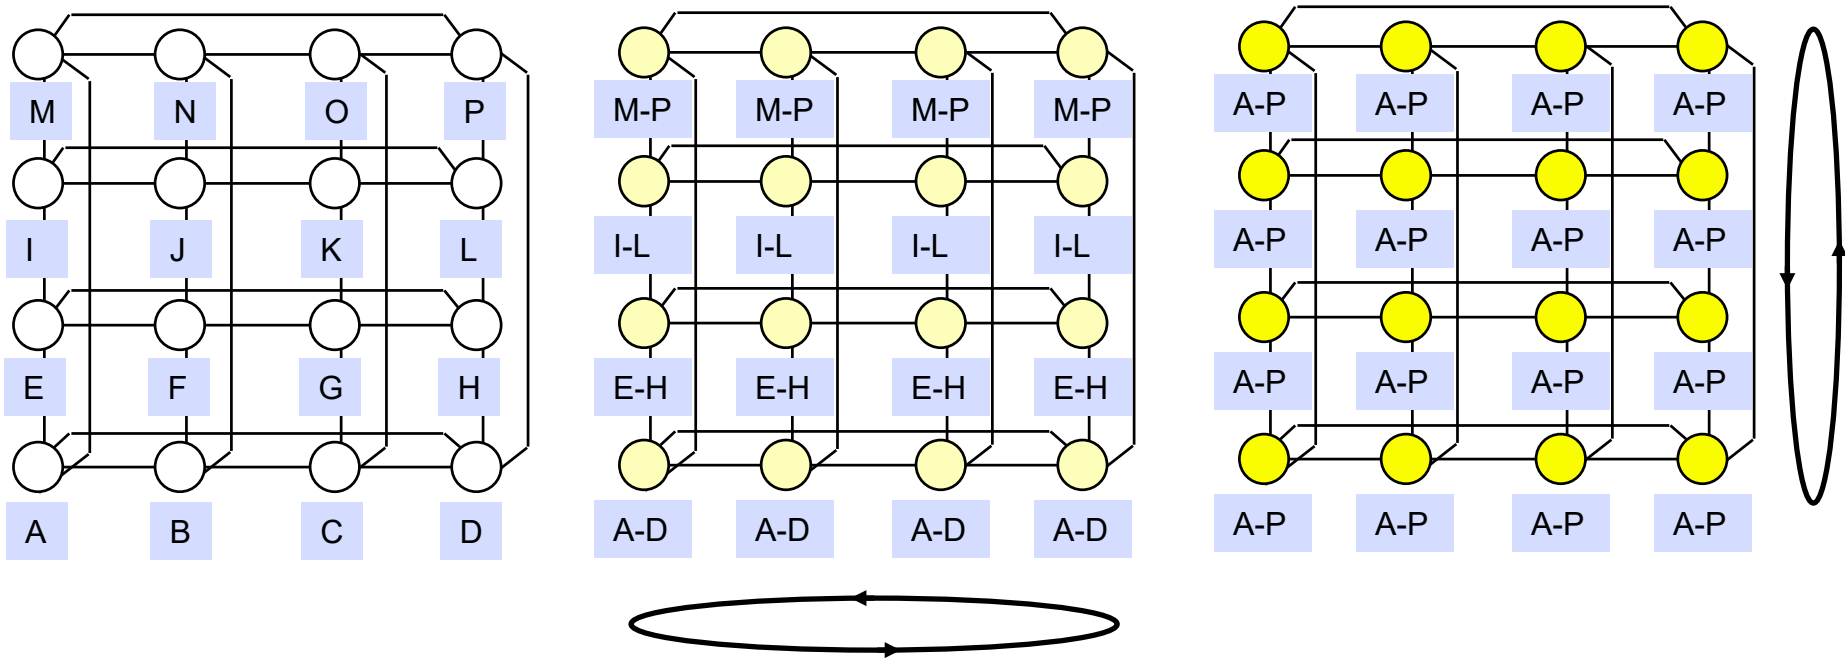 M N O P
I J K L
E F G H
A B C D
M-P M-P M-P M-P
I-L I-L I-L I-L
E-H E-H E-H E-H
A-D A-D A-D A-D
A-P A-P A-P A-P
A-P A-P A-P A-P
A-P A-P A-P A-P
A-P A-P A-P A-P